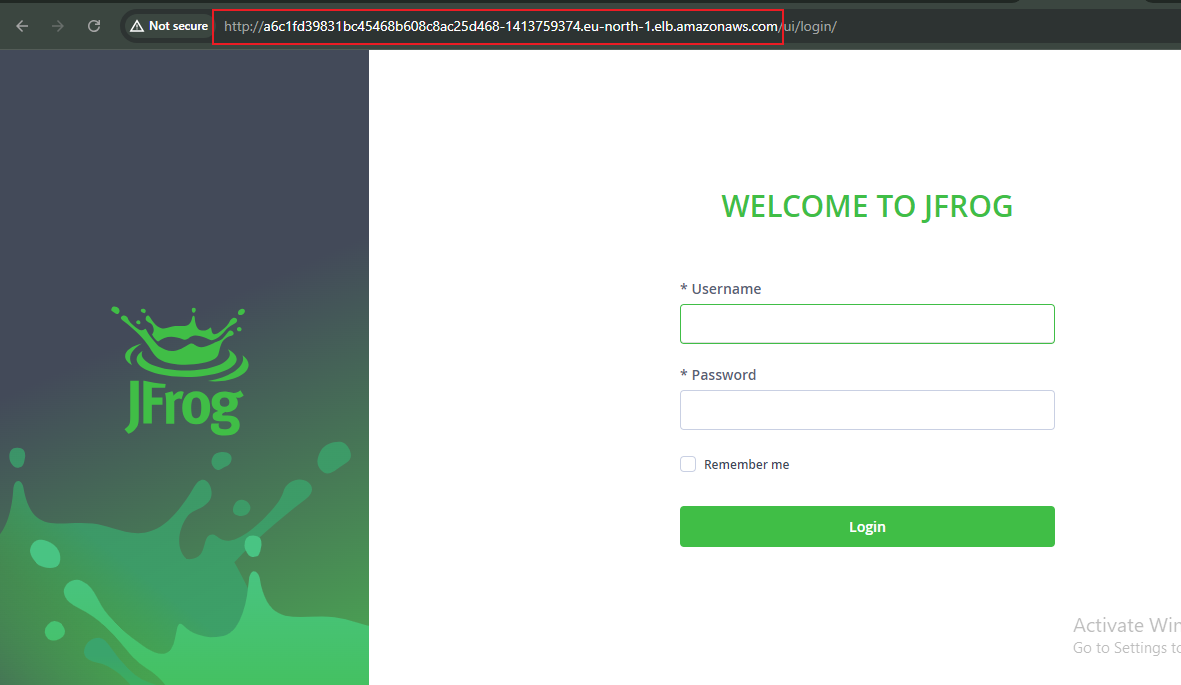 Not secure http://a6c1fd39831bc45468b608c8ac25d468-1413759374.eu-north-1.elb.amazonaws.com/ui/login/
WELCOME TO JFROG
* Username
JFrog
* Password
Remember me
Login
Activate Win
Go to Settings to